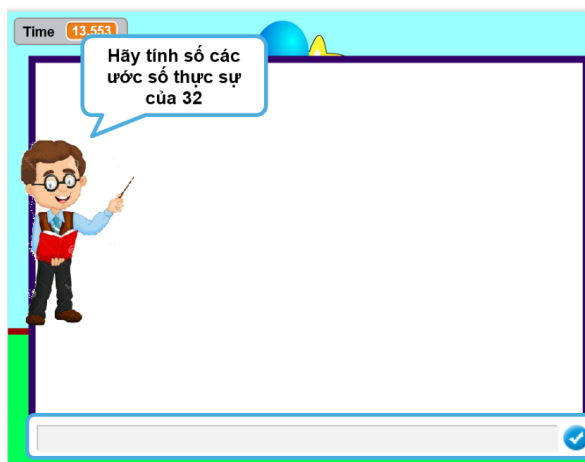 Time 13.553
Hãy tính số các
ước số thực sự
của 32